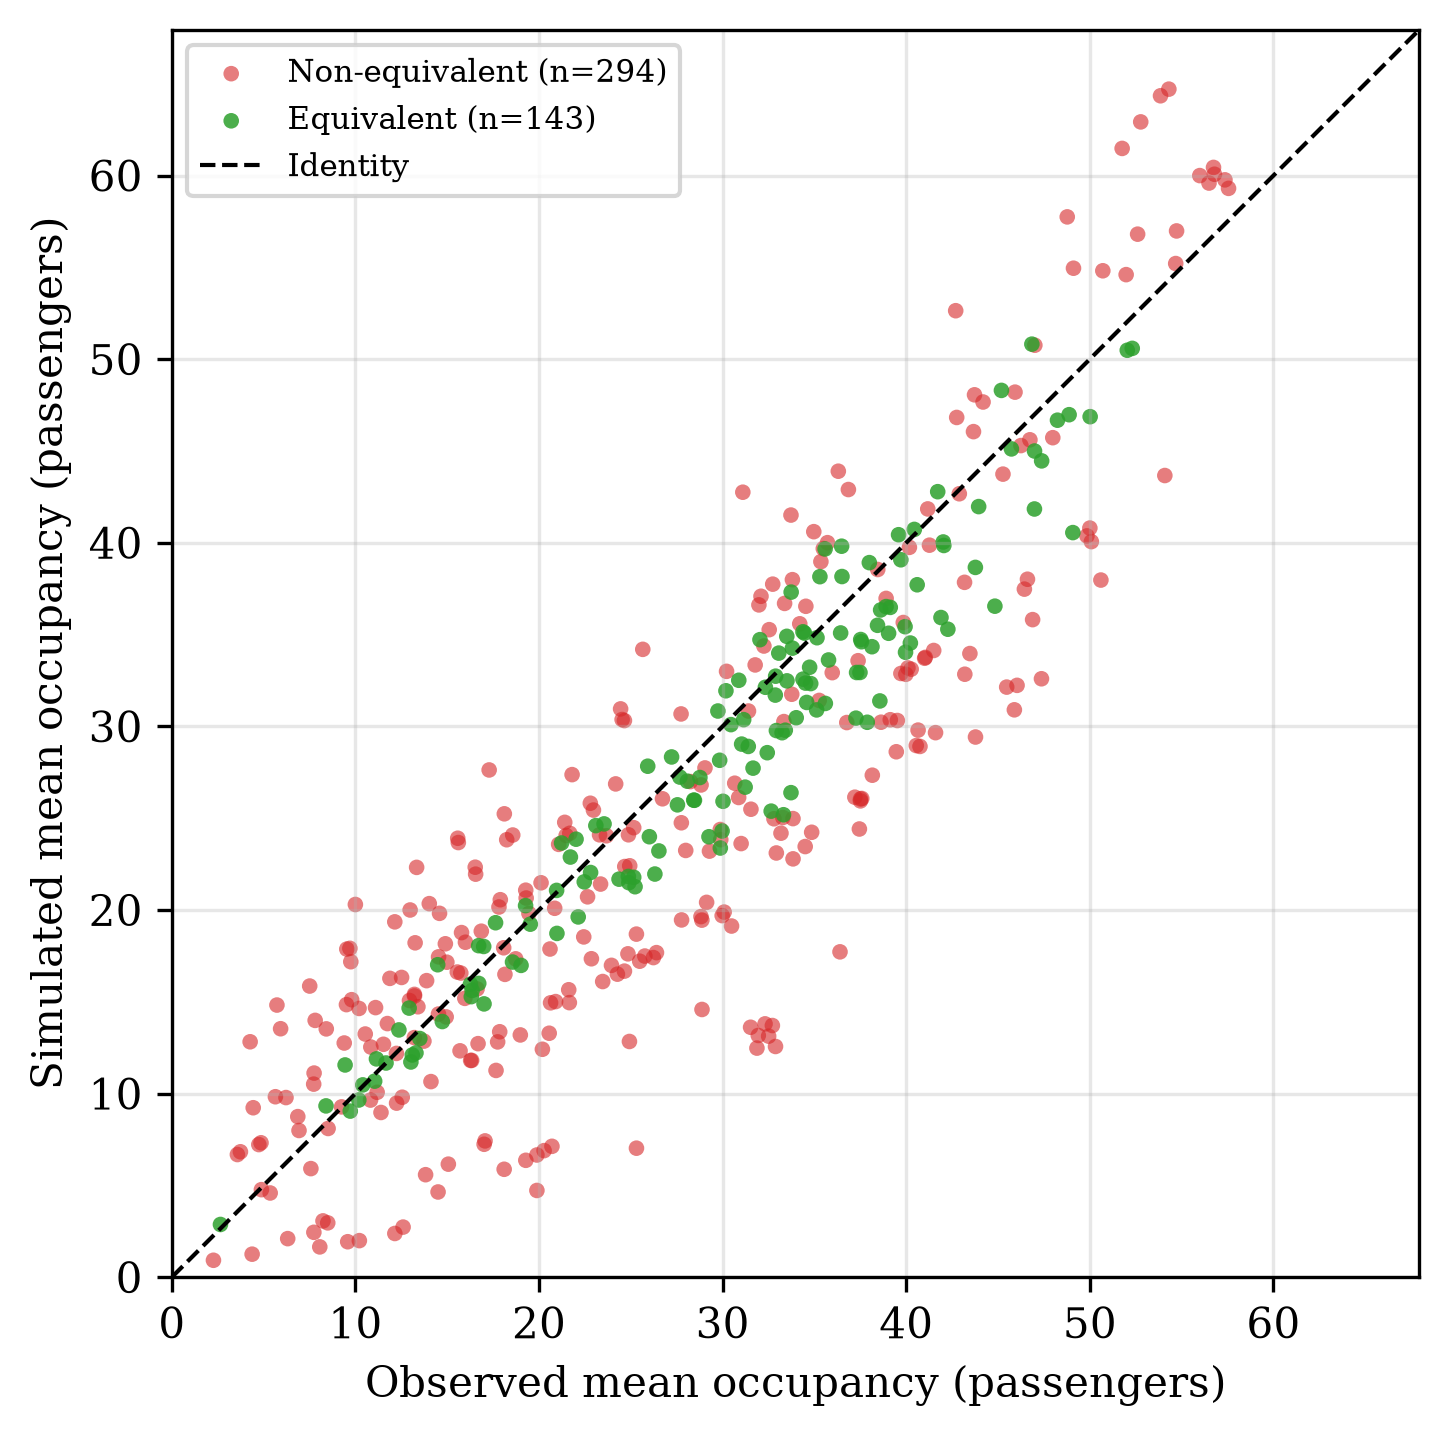 Non-equivalent (n=294)
Equivalent (n=143)
Identity
60
50
40
30
20
10
0
Simulated mean occupancy (passengers)
0 10 20 30 40 50 60
Observed mean occupancy (passengers)